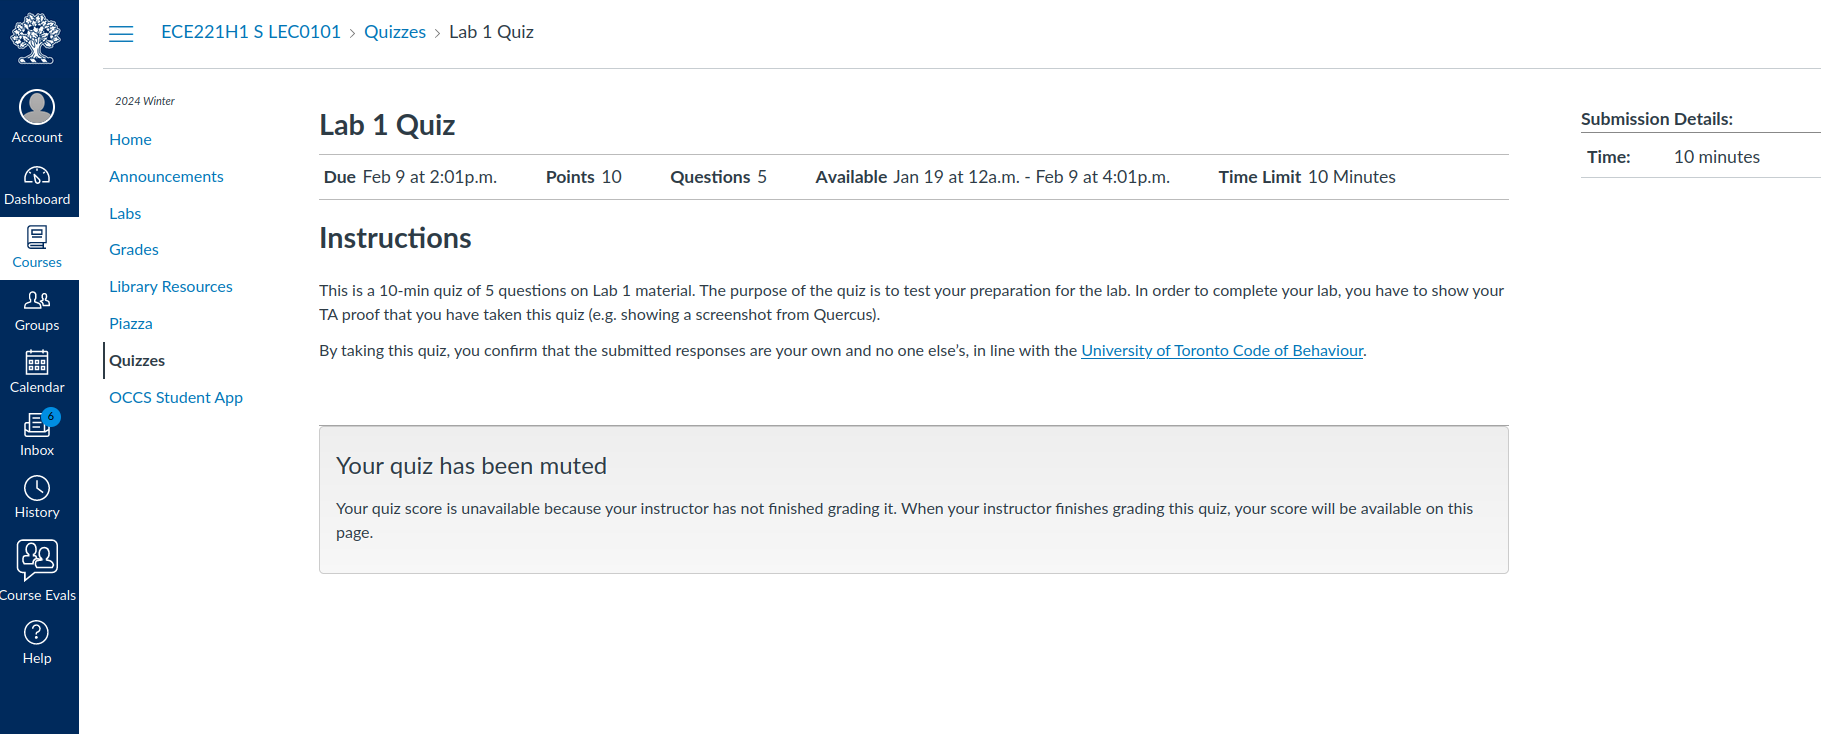 ECE221H1 S LEC0101 > Quizzes > Lab 1 Quiz
Account
Dashboard
Courses
Groups
Calendar
6
Inbox
History
Course Evals
Help
2024 Winter
Home
Announcements
Labs
Grades
Library Resources
Piazza
Quizzes
OCCS Student App
Lab 1 Quiz
Due Feb 9 at 2:01p.m. Points 10 Questions 5 Available Jan 19 at 12a.m. - Feb 9 at 4:01p.m. Time Limit 10 Minutes
Instructions
This is a 10-min quiz of 5 questions on Lab 1 material. The purpose of the quiz is to test your preparation for the lab. In order to complete your lab, you have to show your
TA proof that you have taken this quiz (e.g. showing a screenshot from Quercus).
By taking this quiz, you confirm that the submitted responses are your own and no one else’s, in line with the University of Toronto Code of Behaviour.
Your quiz has been muted
Your quiz score is unavailable because your instructor has not finished grading it. When your instructor finishes grading this quiz, your score will be available on this
page.
Submission Details:
Time: 10 minutes